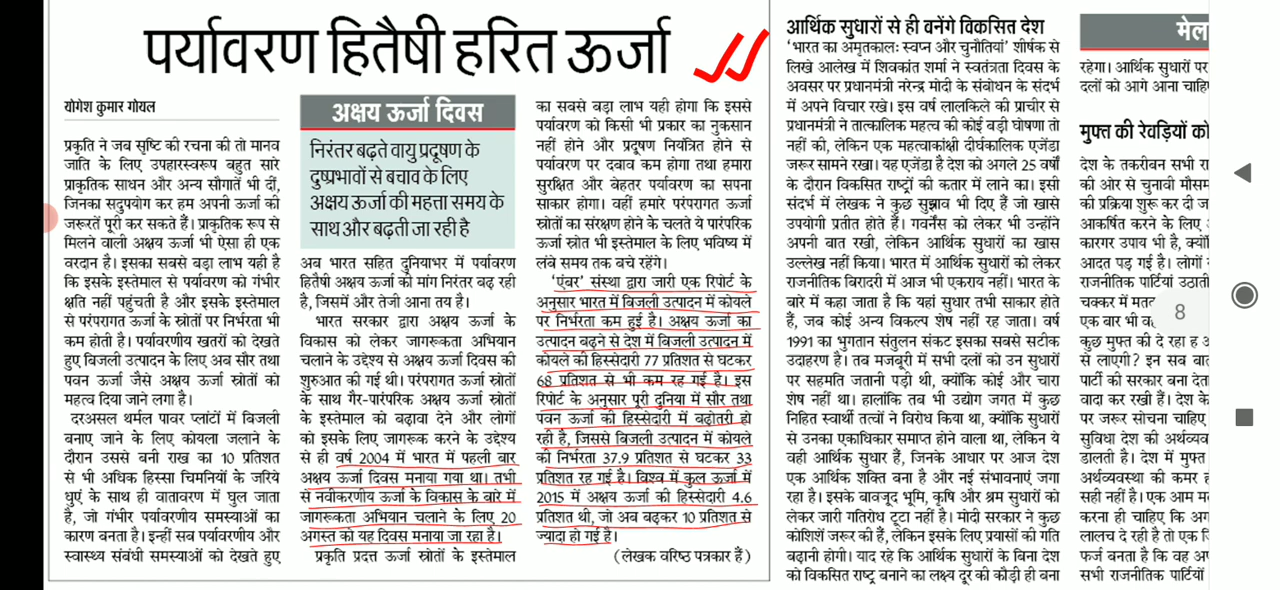 पर्यावरण हितैषी हरित ऊर्जा
योगेश कुमार गोयल
प्रकृति ने जब सृष्टि की रचना की तो मानव
जाति के लिए उपहारस्वरूप बहुत सारे
प्राकृतिक साधन और अन्य सौगातें भी दीं,
जिनका सदुपयोग कर हम अपनी ऊर्जा की
जरूरतें पूरी कर सकते हैं। प्राकृतिक रूप से
मिलने वाली अक्षय ऊर्जा भी ऐसा ही एक
वरदान है। इसका सबसे बड़ा लाभ यही है
कि इसके इस्तेमाल से पर्यावरण को गंभीर
क्षति नहीं पहुंचती है और इसके इस्तेमाल
से परंपरागत ऊर्जा के स्रोतों पर निर्भरता भी
कम होती है। पर्यावरणीय खतरों को देखते
हुए बिजली उत्पादन के लिए अब सौर तथा
पवन ऊर्जा जैसे अक्षय ऊर्जा स्रोतों को
महत्व दिया जाने लगा है।
दरअसल थर्मल पावर प्लांटों में बिजली
बनाए जाने के लिए कोयला जलाने के
दौरान उससे बनी राख का 10 प्रतिशत
से भी अधिक हिस्सा चिमनियों के जरिये
धुएं के साथ ही वातावरण में घुल जाता
है, जो गंभीर पर्यावरणीय समस्याओं का
कारण बनता है। इन्हीं सब पर्यावरणीय और
स्वास्थ्य संबंधी समस्याओं को देखते हुए
अक्षय ऊर्जा दिवस
निरंतर बढ़ते वायु प्रदूषण के
दुष्प्रभावों से बचाव के लिए
अक्षय ऊर्जा की महत्ता समय के
साथ और बढ़ती जा रही है
अब भारत सहित दुनियाभर में पर्यावरण
हितैषी अक्षय ऊर्जा की मांग निरंतर बढ़ रही
है, जिसमें और तेजी आना तय है।
भारत सरकार द्वारा अक्षय ऊर्जा के
विकास को लेकर जागरूकता अभियान
चलाने के उद्देश्य से अक्षय ऊर्जा दिवस की
शुरुआत की गई थी। परंपरागत ऊर्जा स्रोतों
के साथ गैर-पारंपरिक अक्षय ऊर्जा स्रोतों
के इस्तेमाल को बढ़ावा देने और लोगों
को इसके लिए जागरूक करने के उद्देश्य
से ही वर्ष 2004 में भारत में पहली बार
अक्षय ऊर्जा दिवस मनाया गया था। तभी
से नवीकरणीय ऊर्जा के विकास के बारे में
जागरूकता अभियान चलाने के लिए 20
अगस्त को यह दिवस मनाया जा रहा है।
प्रकृति प्रदत्त ऊर्जा स्रोतों के इस्तेमाल
का सबसे बड़ा लाभ यही होगा कि इससे
पर्यावरण को किसी भी प्रकार का नुकसान
नहीं होने और प्रदूषण नियंत्रित होने से
पर्यावरण पर दबाव कम होगा तथा हमारा
सुरक्षित और बेहतर पर्यावरण का सपना
साकार होगा। वहीं हमारे परंपरागत ऊर्जा
स्रोतों का संरक्षण होने के चलते ये पारंपरिक
ऊर्जा स्रोत भी इस्तेमाल के लिए भविष्य में
लंबे समय तक बचे रहेंगे।
'एंबर' संस्था द्वारा जारी एक रिपोर्ट के
अनुसार भारत में बिजली उत्पादन में कोयले
पर निर्भरता कम हुई है। अक्षय ऊर्जा का
उत्पादन बढ़ने से देश में बिजली उत्पादन में
कोयले की हिस्सेदारी 77 प्रतिशत से घटकर
68 प्रतिशत से भी कम रह गई है। इस
रिपोर्ट के अनुसार पूरी दुनिया में सौर तथा
पवन ऊर्जा की हिस्सेदारी में बढ़ोतरी हो
रही है, जिससे बिजली उत्पादन में कोयले
की निर्भरता 37.9 प्रतिशत से घटकर 33
प्रतिशत रह गई है। विश्व में कुल ऊर्जा में
2015 में अक्षय ऊर्जा की हिस्सेदारी 4.6
प्रतिशत थी, जो अब बढ़कर 10 प्रतिशत से
ज्यादा हो गई है।
(लेखक वरिष्ठ पत्रकार हैं)
आर्थिक सुधारों से ही बनेंगे विकसित देश
'भारत का अमृतकाल: स्वप्न और चुनौतियां' शीर्षक से
लिखे आलेख में शिवकांत शर्मा ने स्वतंत्रता दिवस के
अवसर पर प्रधानमंत्री नरेन्द्र मोदी के संबोधन के संदर्भ
में अपने विचार रखे। इस वर्ष लालकिले की प्राचीर से
प्रधानमंत्री ने तात्कालिक महत्व की कोई बड़ी घोषणा तो
नहीं की, लेकिन एक महत्वाकांक्षी दीर्घकालिक एजेंडा
जरूर सामने रखा। यह एजेंडा है देश को अगले 25 वर्षों
के दौरान विकसित राष्ट्रों की कतार में लाने का। इसी
संदर्भ में लेखक ने कुछ सुझाव भी दिए हैं जो खासे
उपयोगी प्रतीत होते हैं। गवर्नेंस को लेकर भी उन्होंने
अपनी बात रखी, लेकिन आर्थिक सुधारों का खास
उल्लेख नहीं किया। भारत में आर्थिक सुधारों को लेकर
राजनीतिक बिरादरी में आज भी एकराय नहीं। भारत के
बारे में कहा जाता है कि यहां सुधार तभी साकार होते
हैं, जब कोई अन्य विकल्प शेष नहीं रह जाता। वर्ष
1991 का भुगतान संतुलन संकट इसका सबसे सटीक
उदाहरण है। तब मजबूरी में सभी दलों को उन सुधारों
पर सहमति जतानी पड़ी थी, क्योंकि कोई और चारा
शेष नहीं था। हालांकि तब भी उद्योग जगत में कुछ
निहित स्वार्थी तत्वों ने विरोध किया था, क्योंकि सुधारों
से उनका एकाधिकार समाप्त होने वाला था, लेकिन ये
वही आर्थिक सुधार हैं, जिनके आधार पर आज देश
एक आर्थिक शक्ति बना है और नई संभावनाएं जगा
रहा है। इसके बावजूद भूमि, कृषि और श्रम सुधारों को
लेकर जारी गतिरोध टूटा नहीं है। मोदी सरकार ने कुछ
कोशिशें जरूर की हैं, लेकिन इसके लिए प्रयासों की गति
बढ़ानी होगी। याद रहे कि आर्थिक सुधारों के बिना देश
को विकसित राष्ट्र बनाने का लक्ष्य दूर की कौड़ी ही बना
मेल
रहेगा। आर्थिक सुधारों पर
दलों को आगे आना चाहि
मुफ्त की रेवड़ियों को
देश के तकरीबन सभी रा
की ओर से चुनावी मौसम
की प्रक्रिया शुरू कर दी ज
आकर्षित करने के लिए
कारगर उपाय भी है, क्यों
आदत पड़ गई है। लोगों
राजनीतिक पार्टियां उठाती
चक्कर में मतद
एक बार भी
8
कुछ मुफ्त की दे रहा ह
से लाएगी? इन सब वा
पार्टी की सरकार बना देता
वादा कर रखीं हैं। देश के
पर जरूर सोचना चाहिए
सुविधा देश की अर्थव्यव
डालती है। देश में मुफ्त
अर्थव्यवस्था की कमर
सही नहीं है। एक आम म
करना ही चाहिए कि अग
लालच दे रही है तो एक
फर्ज बनता है कि वह अ
सभी राजनीतिक पार्टियों